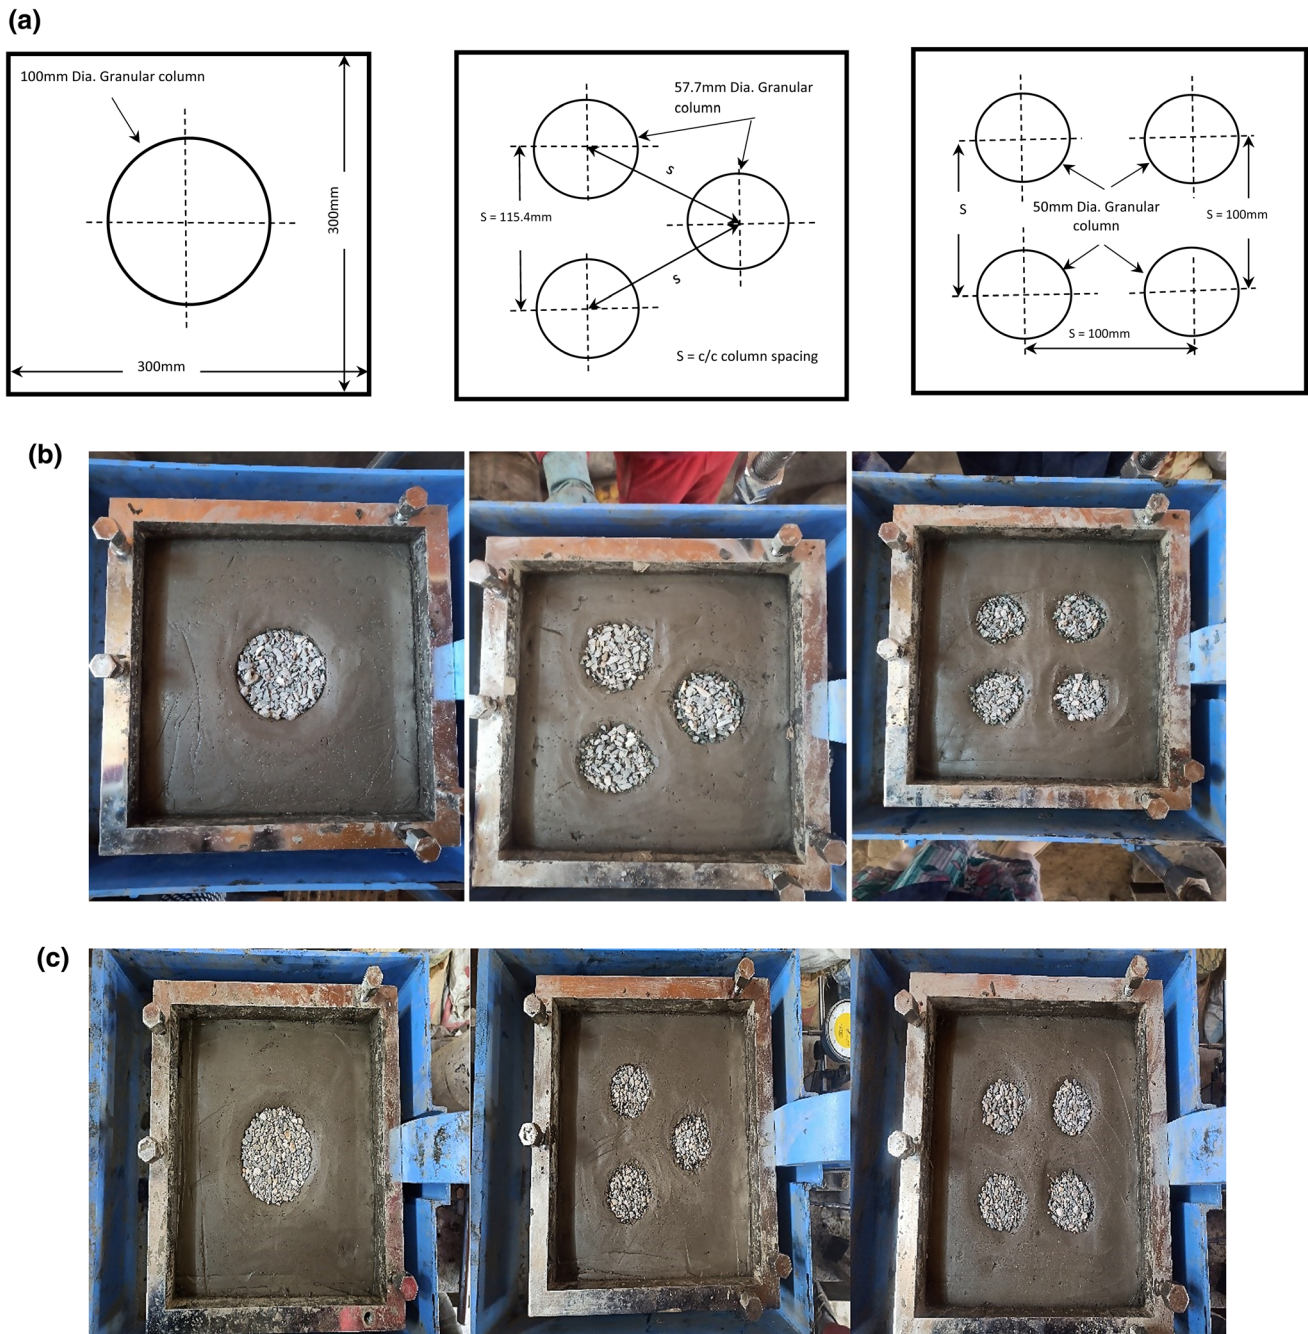 (a)
100mm Dia. Granular column
300mm
300mm
57.7mm Dia. Granular
column
S
S = 115.4mm
S
S = c/c column spacing
S
50mm Dia. Granular
column
S = 100mm
S = 100mm
(b)
(c)